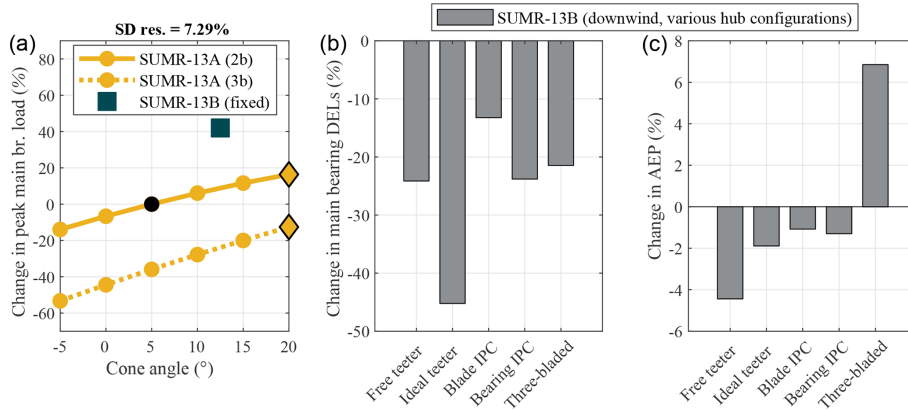 SD res. = 7.29%
(a)
SUMR-13A (2b)
SUMR-13A (3b)
SUMR-13B (fixed)
Change in peak main br. load
(%)
80
60
40
20
0
-20
-40
-60
-5
0
5
10
15
20
Cone angle (°)
SUMR-13B (downwind, various hub configurations)
(b)
Change in main bearing DELs (%)
0
-10
-20
-30
-40
-50
Free teeter
Ideal teeter
Blade IPC
Bearing IPC
Three-bladed
(c)
Change in AEP (%)
8
6
4
2
0
-2
-4
-6
Free teeter
Ideal teeter
Blade IPC
Bearing IPC
Three-bladed